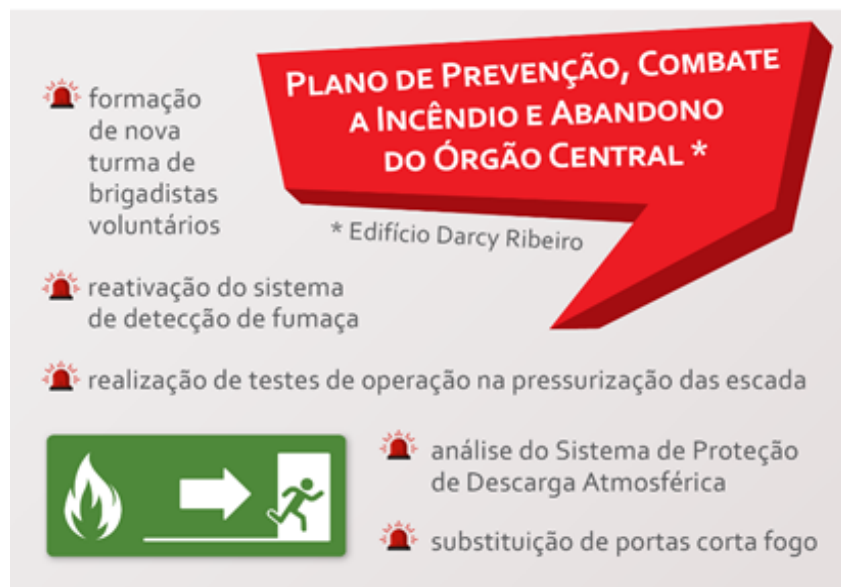 PLANO DE PREVENÇÃO, COMBATE
A INCÊNDIO E ABANDONO
DO ÓRGÃO CENTRAL *
* Edifício Darcy Ribeiro
formação
de nova
turma de
brigadistas
voluntários
reativação do sistema
de detecção de fumaça
realização de testes de operação na pressurização das escada
análise do Sistema de Proteção
de Descarga Atmosférica
substituição de portas corta fogo